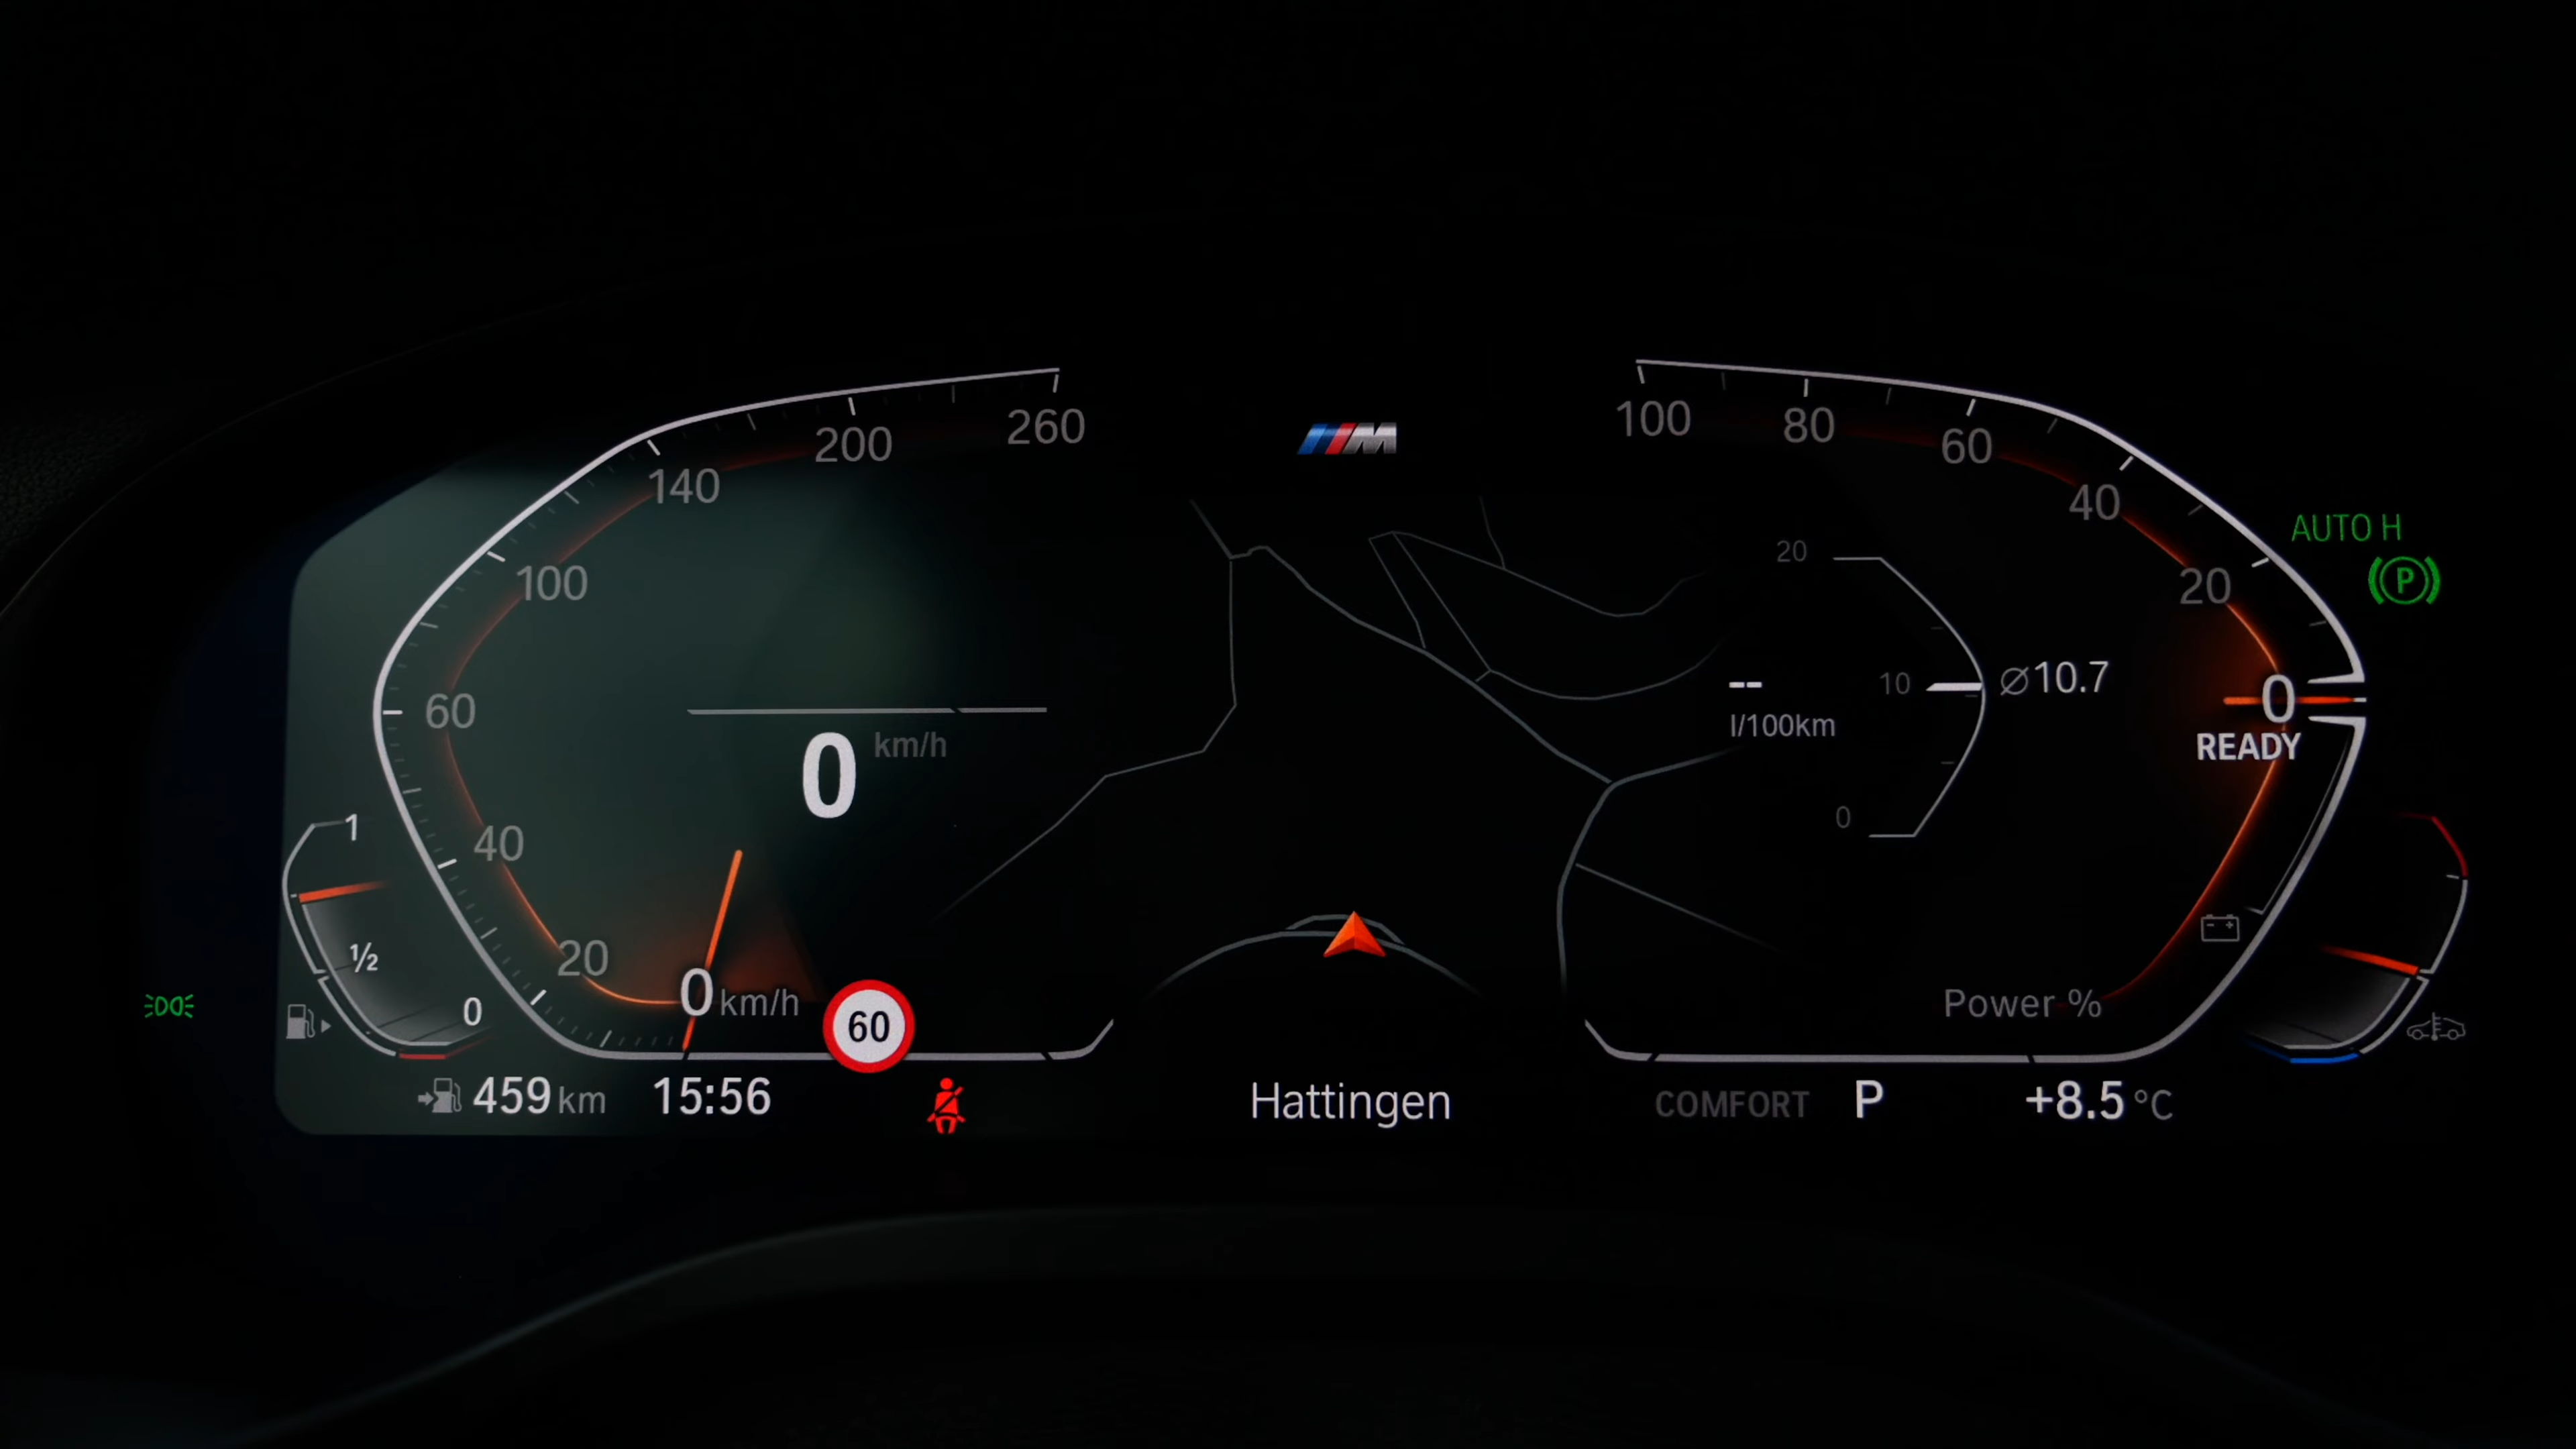 260
200
140
100
60
40
20
0 km/h
0 km/h
60
1
1/2
0
459 km
15:56
M
Hattingen
100
80
60
40
20
0
READY
Power %
20
10
0
--
l/100km
⌀10.7
AUTO H
P
COMFORT
P
+8.5 °C